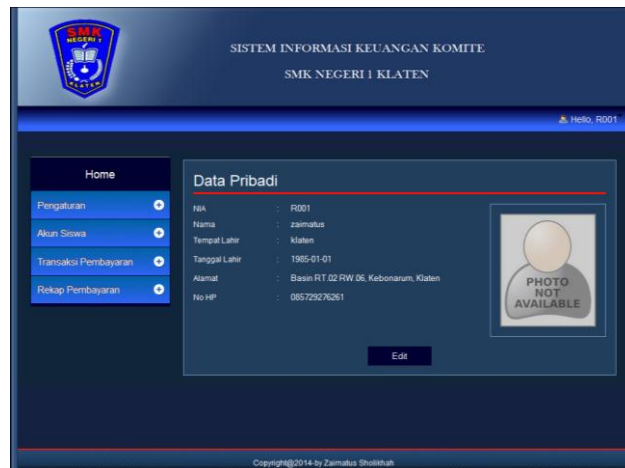 SMK
NEGERI 1
KLATEN
SISTEM INFORMASI KEUANGAN KOMITE
SMK NEGERI 1 KLATEN
Hello, R001
Home
Pengaturan
Akun Siswa
Transaksi Pembayaran
Rekap Pembayaran
Data Pribadi
NIA : R001
Nama : zaimatus
Tempat Lahir : klaten
Tanggal Lahir : 1985-01-01
Alamat : Basin RT.02 RW.06, Kebonarum, Klaten
No HP : 085729276261
PHOTO
NOT
AVAILABLE
Edit
Copyright@2014-by Zaimatus Sholikhah